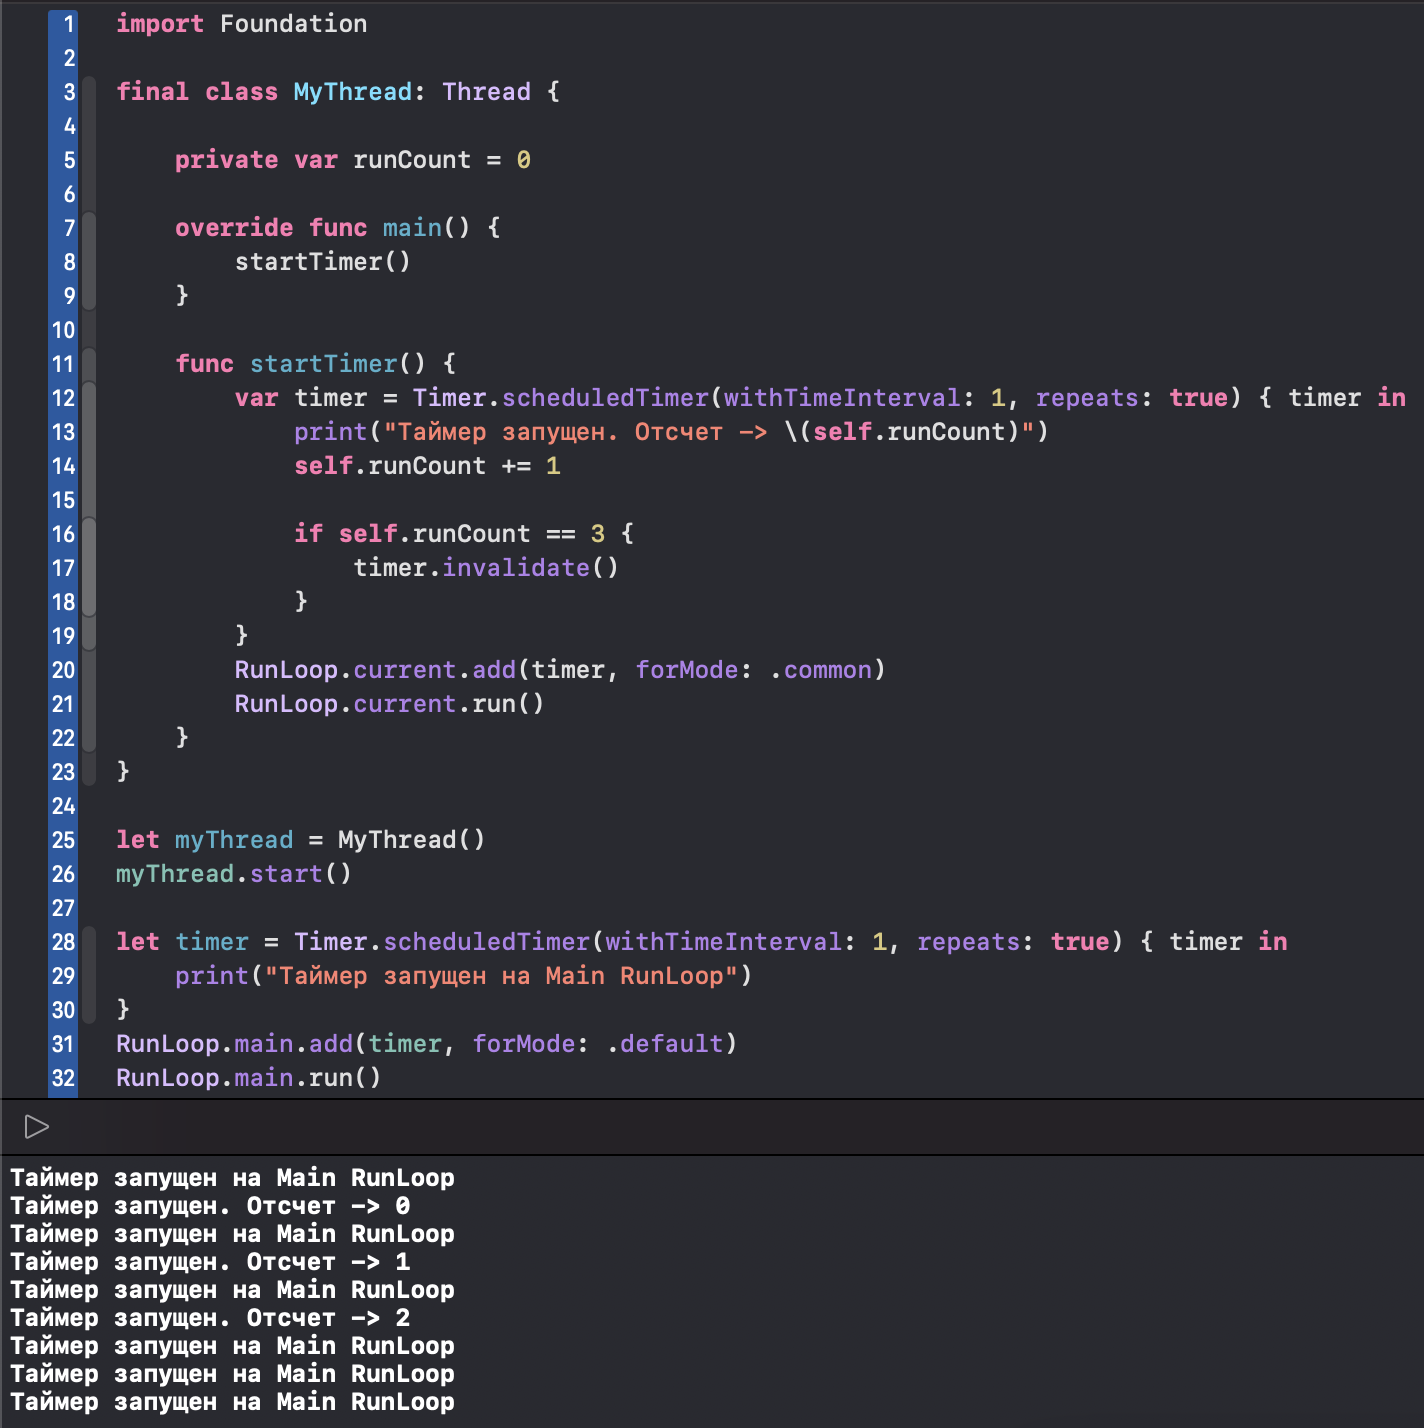 1 import Foundation
2
3 final class MyThread: Thread {
4
5     private var runCount = 0
6
7     override func main() {
8         startTimer()
9     }
10
11     func startTimer() {
12         var timer = Timer.scheduledTimer(withTimeInterval: 1, repeats: true) { timer in
13             print("Таймер запущен. Отсчет -> \(self.runCount)")
14             self.runCount += 1
15
16             if self.runCount == 3 {
17                 timer.invalidate()
18             }
19         }
20         RunLoop.current.add(timer, forMode: .common)
21         RunLoop.current.run()
22     }
23 }
24
25 let myThread = MyThread()
26 myThread.start()
27
28 let timer = Timer.scheduledTimer(withTimeInterval: 1, repeats: true) { timer in
29     print("Таймер запущен на Main RunLoop")
30 }
31 RunLoop.main.add(timer, forMode: .default)
32 RunLoop.main.run()
Таймер запущен на Main RunLoop
Таймер запущен. Отсчет -> 0
Таймер запущен на Main RunLoop
Таймер запущен. Отсчет -> 1
Таймер запущен на Main RunLoop
Таймер запущен. Отсчет -> 2
Таймер запущен на Main RunLoop
Таймер запущен на Main RunLoop
Таймер запущен на Main RunLoop